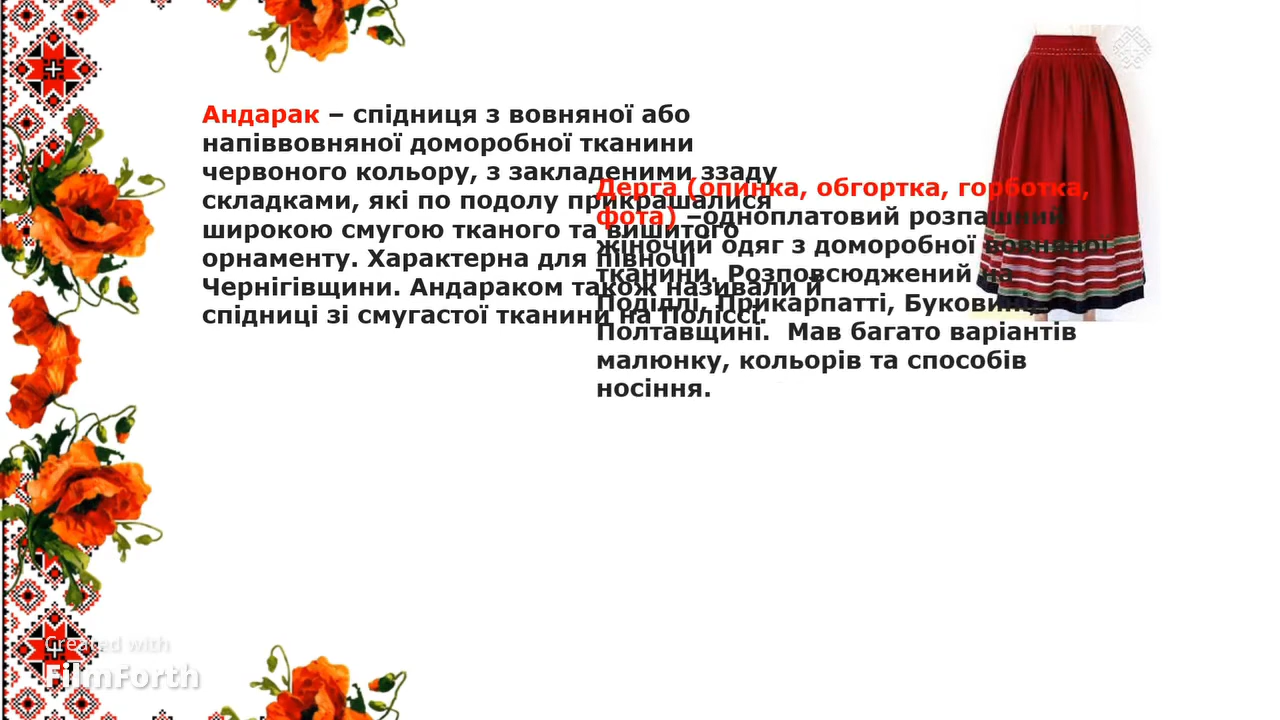 Андарак – спідниця з вовняної або
напіввовняної доморобної тканини
червоного кольору, з закладеними ззаду
складками, які по подолу прикрашалися
широкою смугою тканого та вишитого
орнаменту. Характерна для півночі
Чернігівщини. Андараком також називали й
спідниці зі смугастої тканини на Поліссі.
Дерга (опинка, обгортка, горботка,
фота) –одноплатовий розпашний
жіночий одяг з доморобної вовняної
тканини. Розповсюджений на
Поділлі, Прикарпатті, Буковині,
Полтавщині.  Мав багато варіантів
малюнку, кольорів та способів
носіння.
Created with
FilmForth